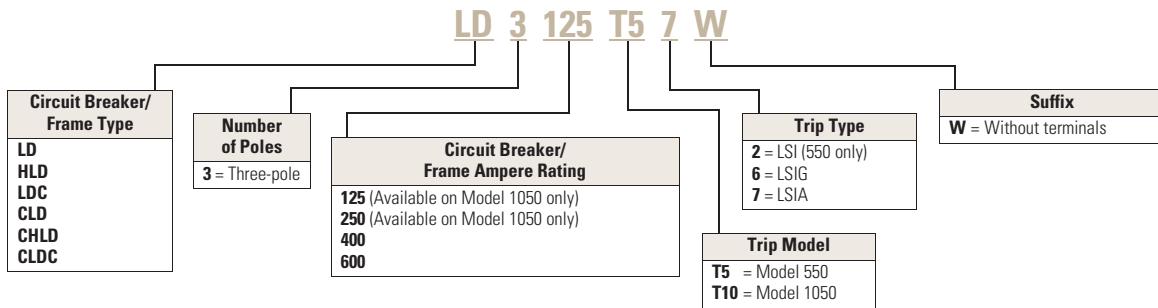 LD 3 125 T5 7 W
Circuit Breaker/
Frame Type
LD
HLD
LDC
CLD
CHLD
CLDC
Number
of Poles
3 = Three-pole
Circuit Breaker/
Frame Ampere Rating
125 (Available on Model 1050 only)
250 (Available on Model 1050 only)
400
600
Trip Model
T5 = Model 550
T10 = Model 1050
Trip Type
2 = LSI (550 only)
6 = LSIG
7 = LSIA
Suffix
W = Without terminals